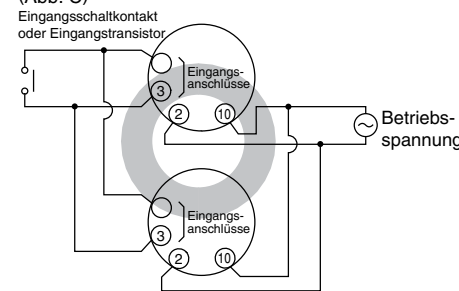 Eingangsschaltkontakt
oder Eingangstransistor
Eingangs-
anschlüsse
3
2
10
Betriebs-
spannung
Eingangs-
anschlüsse
3
2
10